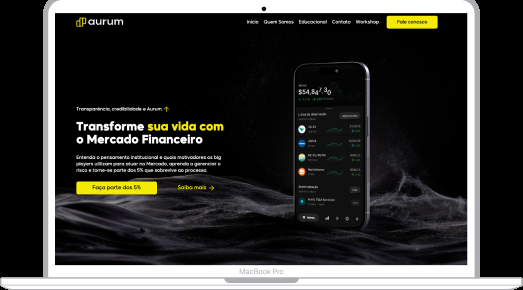 aurum
Início Quem Somos Educacional Contato Workshop Fale conosco
Transparência, credibilidade e Aurum.
Transforme sua vida com
o Mercado Financeiro
Entenda o pensamento institucional e quais motivadores os big
players utilizam para atuar no Mercado, aprenda a gerenciar o
risco e torne-se parte dos 5% que sobrevive ao processo.
Faça parte dos 5% Saiba mais
MacBook Pro